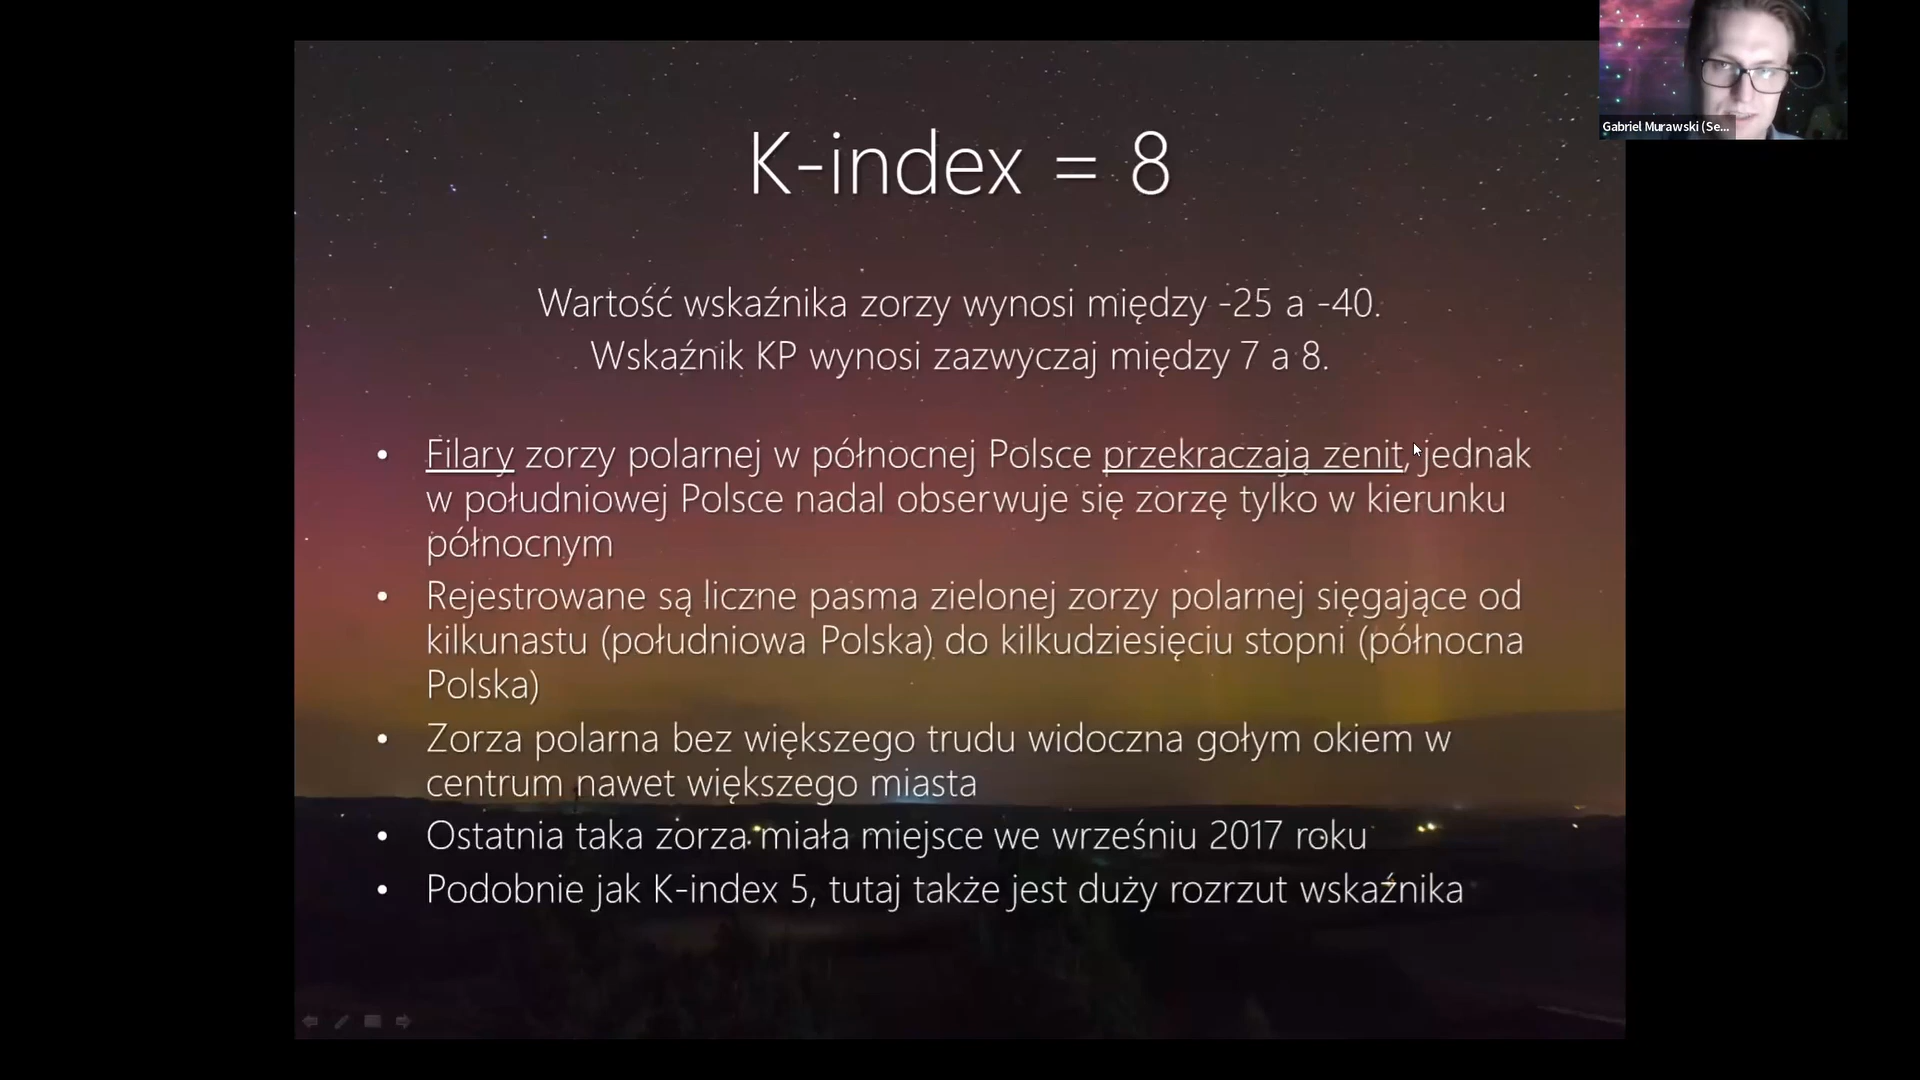 K-index = 8
Gabriel Murawski (Se...
Wartość wskaźnika zorzy wynosi między -25 a -40.
Wskaźnik KP wynosi zazwyczaj między 7 a 8.
• Filary zorzy polarnej w północnej Polsce przekraczają zenit, jednak
w południowej Polsce nadal obserwuje się zorzę tylko w kierunku
północnym
• Rejestrowane są liczne pasma zielonej zorzy polarnej sięgające od
kilkunastu (południowa Polska) do kilkudziesięciu stopni (północna
Polska)
• Zorza polarna bez większego trudu widoczna gołym okiem w
centrum nawet większego miasta
• Ostatnia taka zorza miała miejsce we wrześniu 2017 roku
• Podobnie jak K-index 5, tutaj także jest duży rozrzut wskaźnika